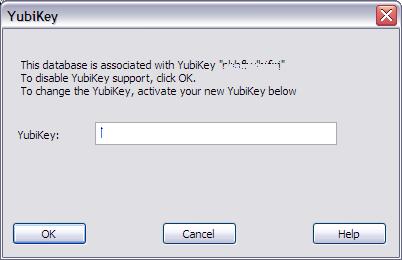 YubiKey
This database is associated with YubiKey
To disable YubiKey support, click OK.
To change the YubiKey, activate your new YubiKey below
YubiKey:
OK Cancel Help